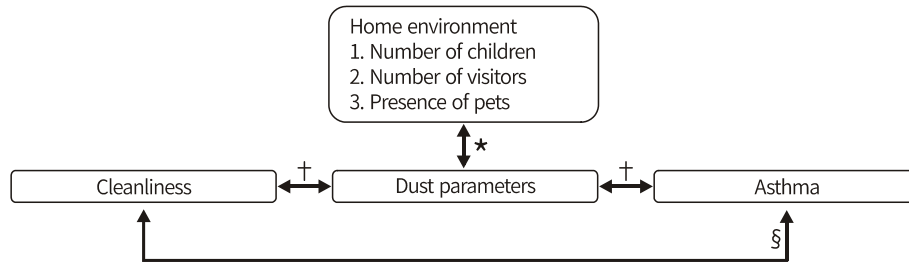 Home environment
1. Number of children
2. Number of visitors
3. Presence of pets
*
† †
Cleanliness Dust parameters Asthma
§